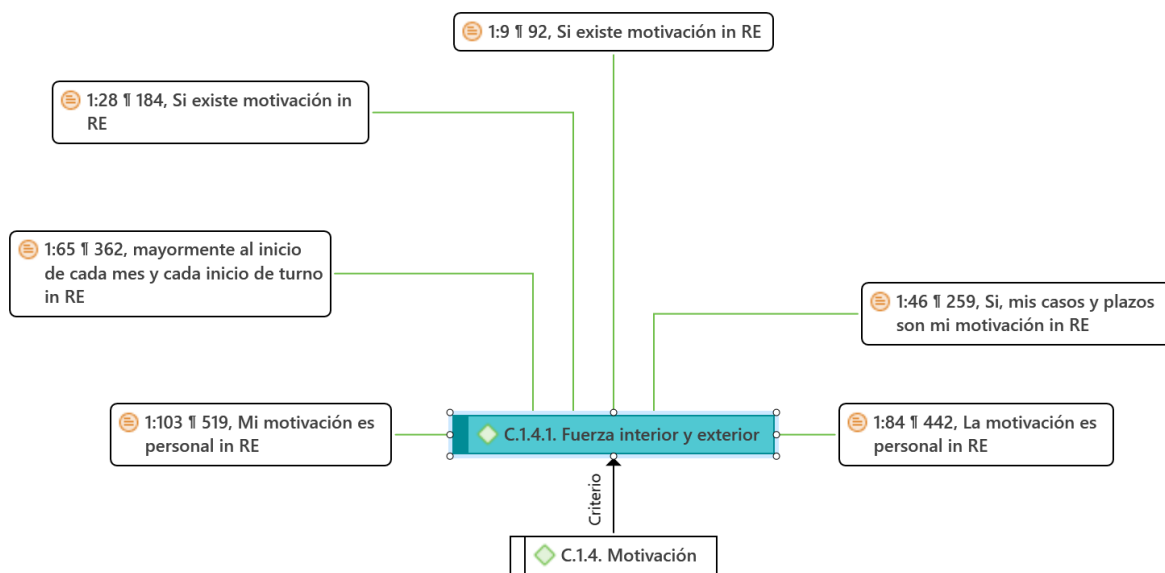 1:9 ¶ 92, Si existe motivación in RE
1:28 ¶ 184, Si existe motivación in
RE
1:65 ¶ 362, mayormente al inicio
de cada mes y cada inicio de turno
in RE
1:46 ¶ 259, Si, mis casos y plazos
son mi motivación in RE
1:103 ¶ 519, Mi motivación es
personal in RE
C.1.4.1. Fuerza interior y exterior
1:84 ¶ 442, La motivación es
personal in RE
Criterio
C.1.4. Motivación